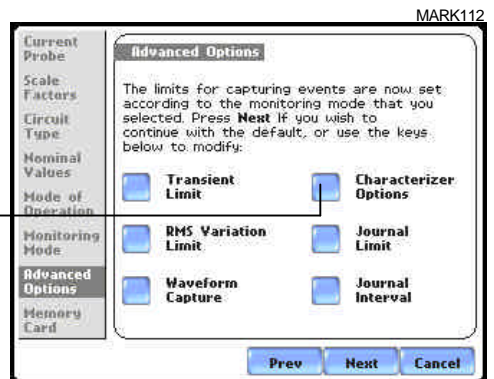 MARK112
Current
Probe
Scale
Factors
Circuit
Type
Nominal
Values
Mode of
Operation
Monitoring
Mode
Advanced
Options
Memory
Card
Advanced Options
The limits for capturing events are now set
according to the monitoring mode that you
selected. Press Next If you wish to
continue with the default, or use the keys
below to modify:
Transient
Limit
Characterizer
Options
RMS Variation
Limit
Journal
Limit
Waveform
Capture
Journal
Interval
Prev
Next
Cancel